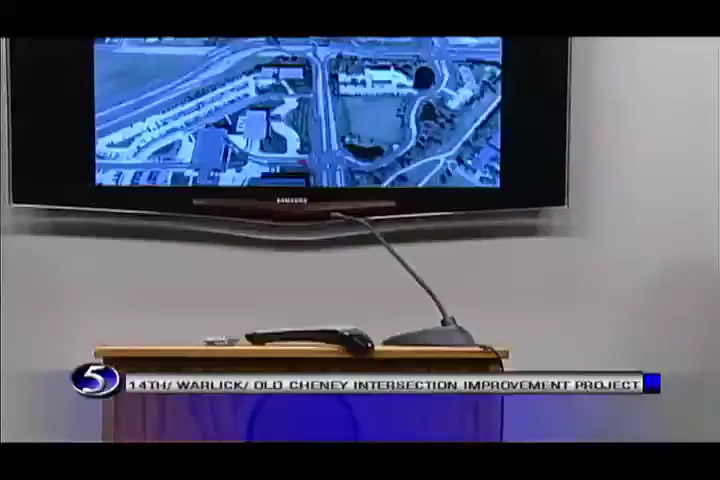 SAMSUNG
5
14TH/ WARLICK/ OLD CHENEY INTERSECTION IMPROVEMENT PROJECT